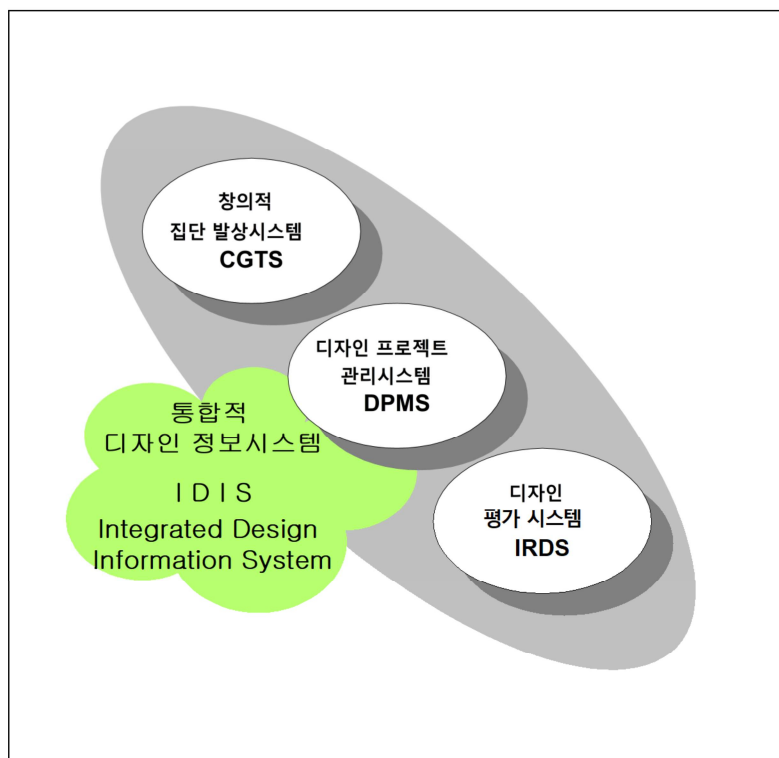 창의적
집단 발상시스템
CGTS
디자인 프로젝트
관리시스템
DPMS
통합적
디자인 정보시스템
I D I S
Integrated Design
Information System
디자인
평가 시스템
IRDS